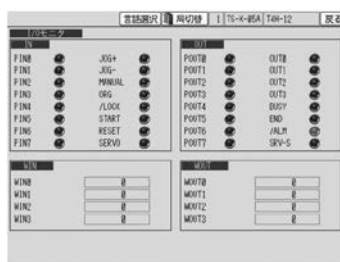 言語選択 局切替 1 TS-X-05A T4H-12 戻る
I/Oモニタ
IN
PIN0 JOG+
PIN1 JOG-
PIN2 MANUAL
PIN3 ORG
PIN4 /LOCK
PIN5 START
PIN6 RESET
PIN7 SERVO
OUT
POUT0 OUT0
POUT1 OUT1
POUT2 OUT2
POUT3 OUT3
POUT4 BUSY
POUT5 END
POUT6 /ALM
POUT7 SRV-S
WIN
WIN0 0
WIN1 0
WIN2 0
WIN3 0
WOUT
WOUT0 0
WOUT1 0
WOUT2 0
WOUT3 0